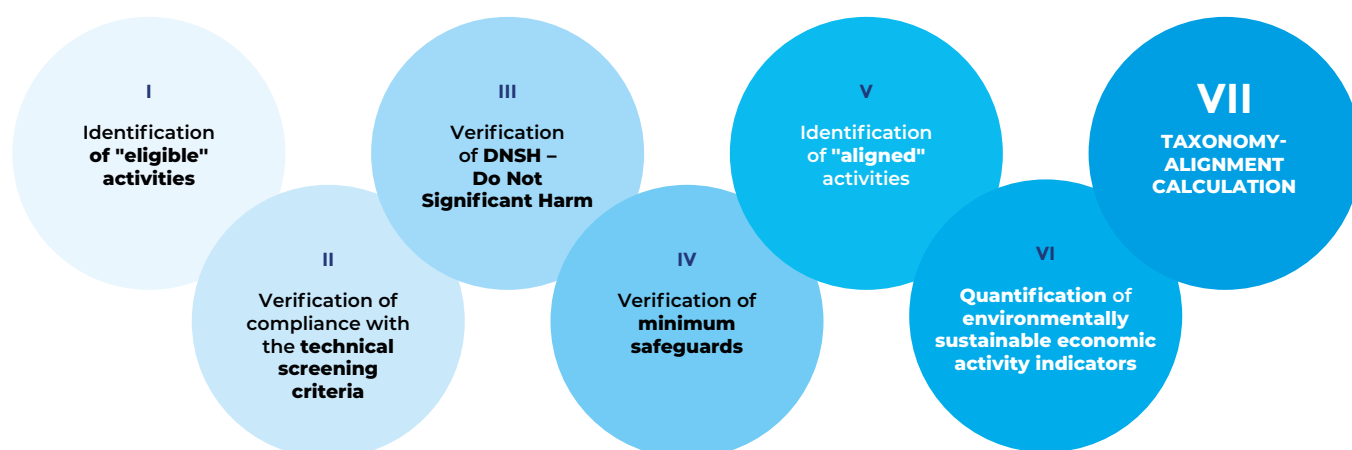 I
Identification
of "eligible"
activities
II
Verification of
compliance with
the technical
screening
criteria
III
Verification
of DNSH –
Do Not
Significant Harm
IV
Verification of
minimum
safeguards
V
Identification
of "aligned"
activities
VI
Quantification of
environmentally
sustainable economic
activity indicators
VII
TAXONOMY-
ALIGNMENT
CALCULATION